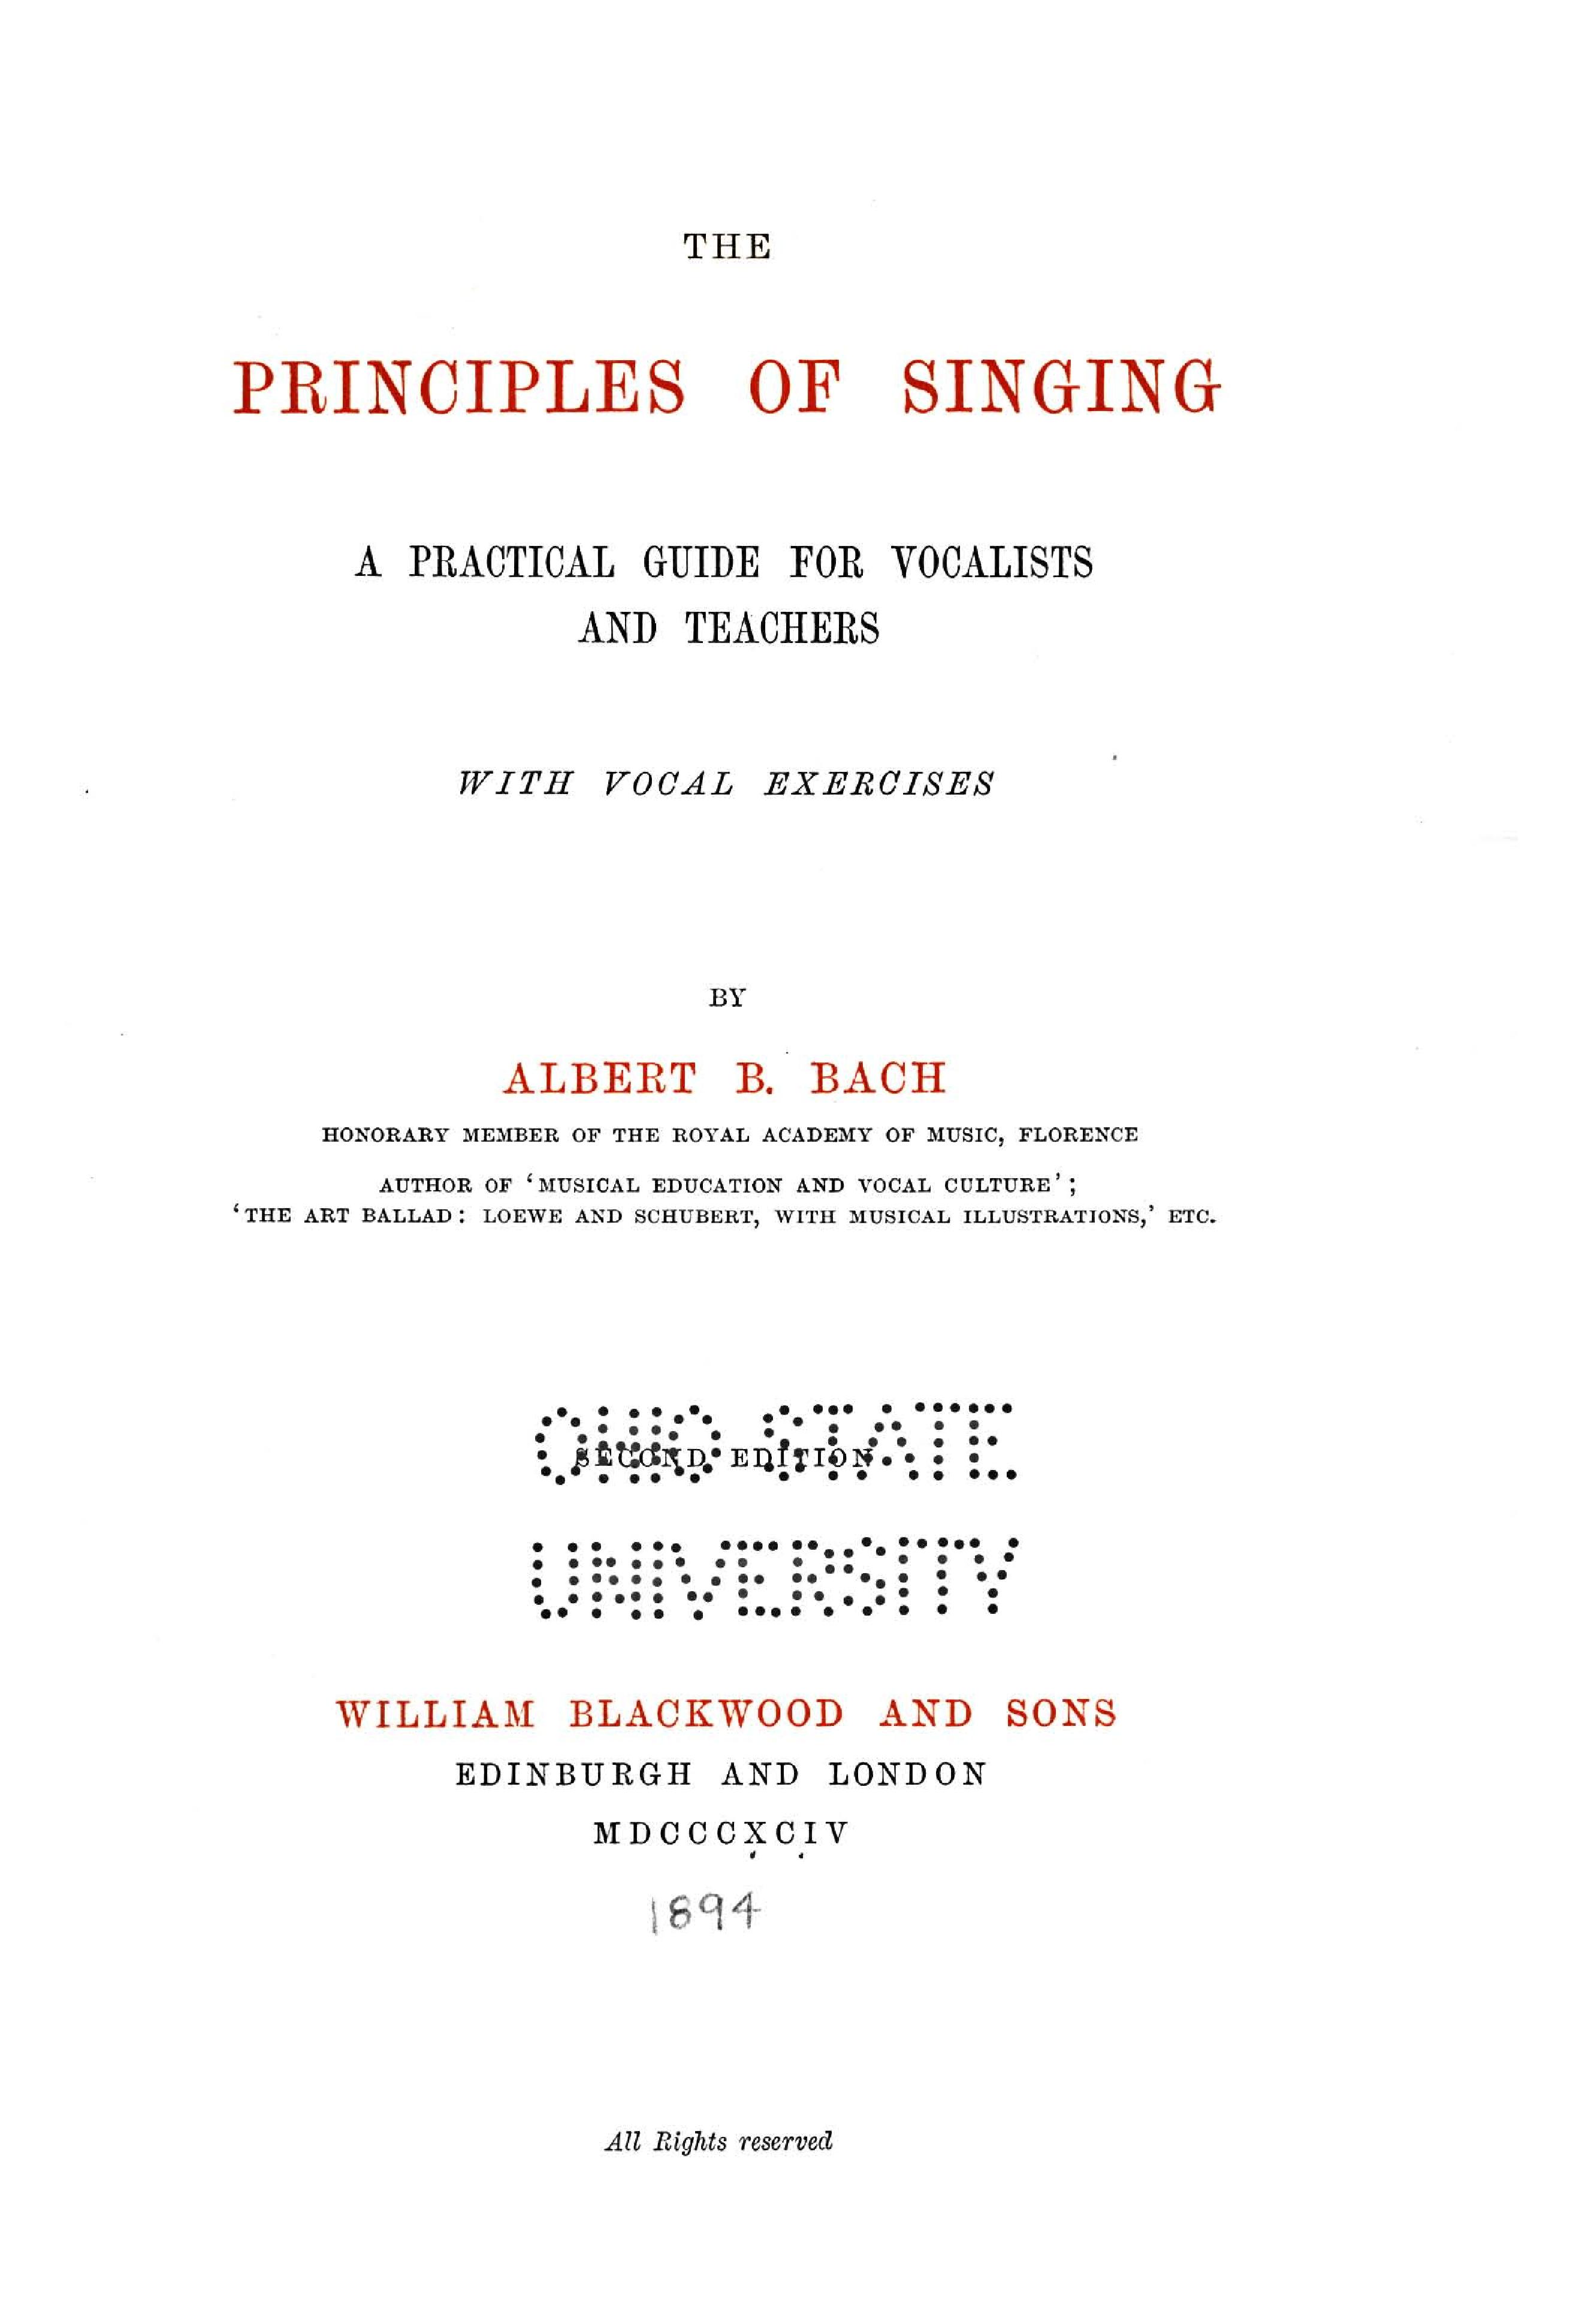 THE
PRINCIPLES OF SINGING
A PRACTICAL GUIDE FOR VOCALISTS
AND TEACHERS
WITH VOCAL EXERCISES
BY
ALBERT B. BACH
HONORARY MEMBER OF THE ROYAL ACADEMY OF MUSIC, FLORENCE
AUTHOR OF ‘MUSICAL EDUCATION AND VOCAL CULTURE’;
‘THE ART BALLAD: LOEWE AND SCHUBERT, WITH MUSICAL ILLUSTRATIONS,’ ETC.
OHIO STATE
SECOND EDITION
UNIVERSITY
WILLIAM BLACKWOOD AND SONS
EDINBURGH AND LONDON
MDCCCXCIV
1894
All Rights reserved